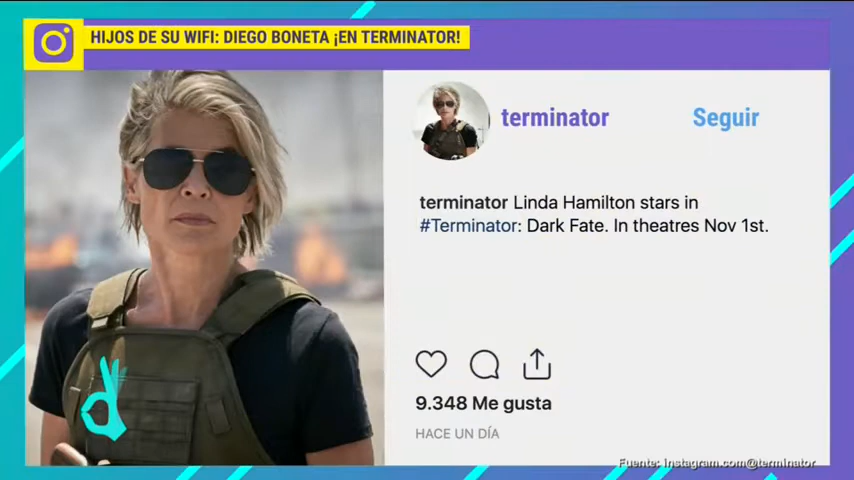 HIJOS DE SU WIFI: DIEGO BONETA ¡EN TERMINATOR!
terminator Seguir
terminator Linda Hamilton stars in
#Terminator: Dark Fate. In theatres Nov 1st.
9.348 Me gusta
HACE UN DÍA
Fuente: Instagram.com@terminator